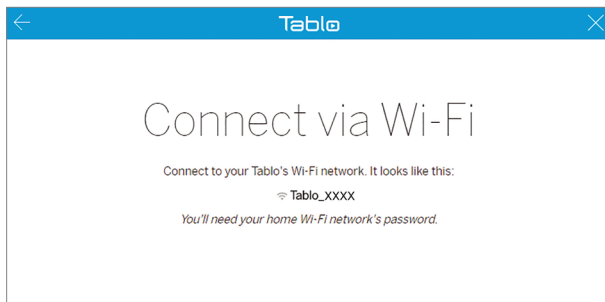 Tablo
Connect via Wi-Fi
Connect to your Tablo's Wi-Fi network. It looks like this:
Tablo_XXXX
You'll need your home Wi-Fi network's password.